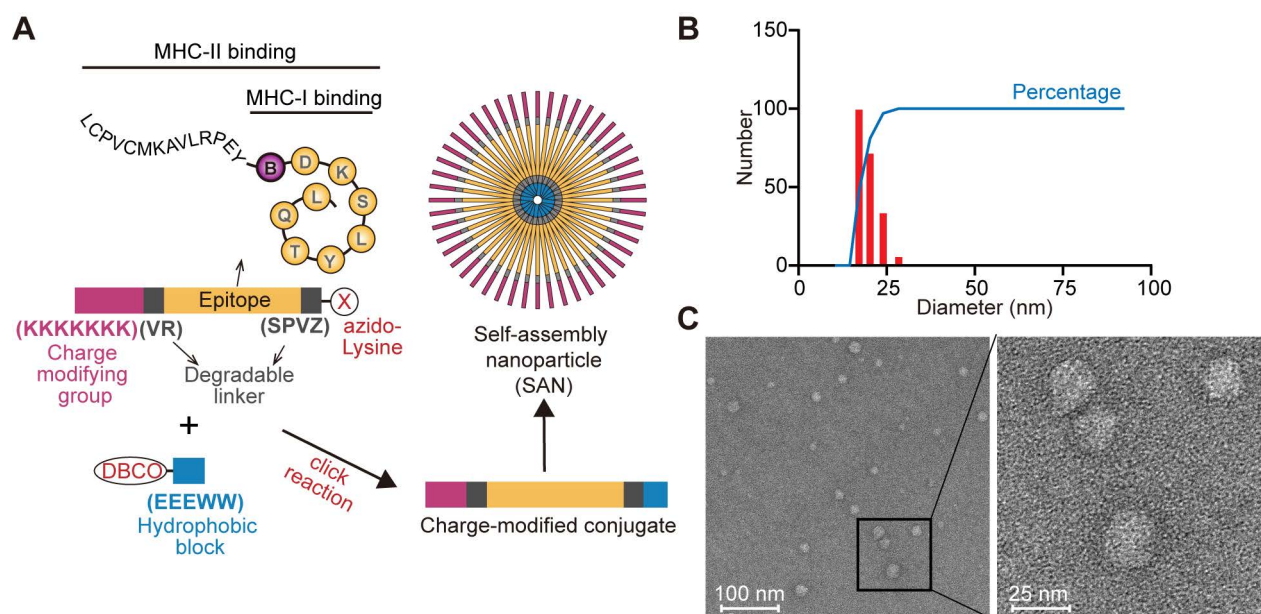 A
MHC-II binding
MHC-I binding
LCPVCMKAVLRPEY
B D K S L Y T Q L
Epitope
X
(KKKKKKK)(VR)
(SPVZ)
azido-
Lysine
Charge
modifying
group
Degradable
linker
+
DBCO
(EEEWW)
Hydrophobic
block
click
reaction
Self-assembly
nanoparticle
(SAN)
Charge-modified conjugate
B
150
100
50
0
Number
Percentage
0 25 50 75 100
Diameter (nm)
C
100 nm
25 nm